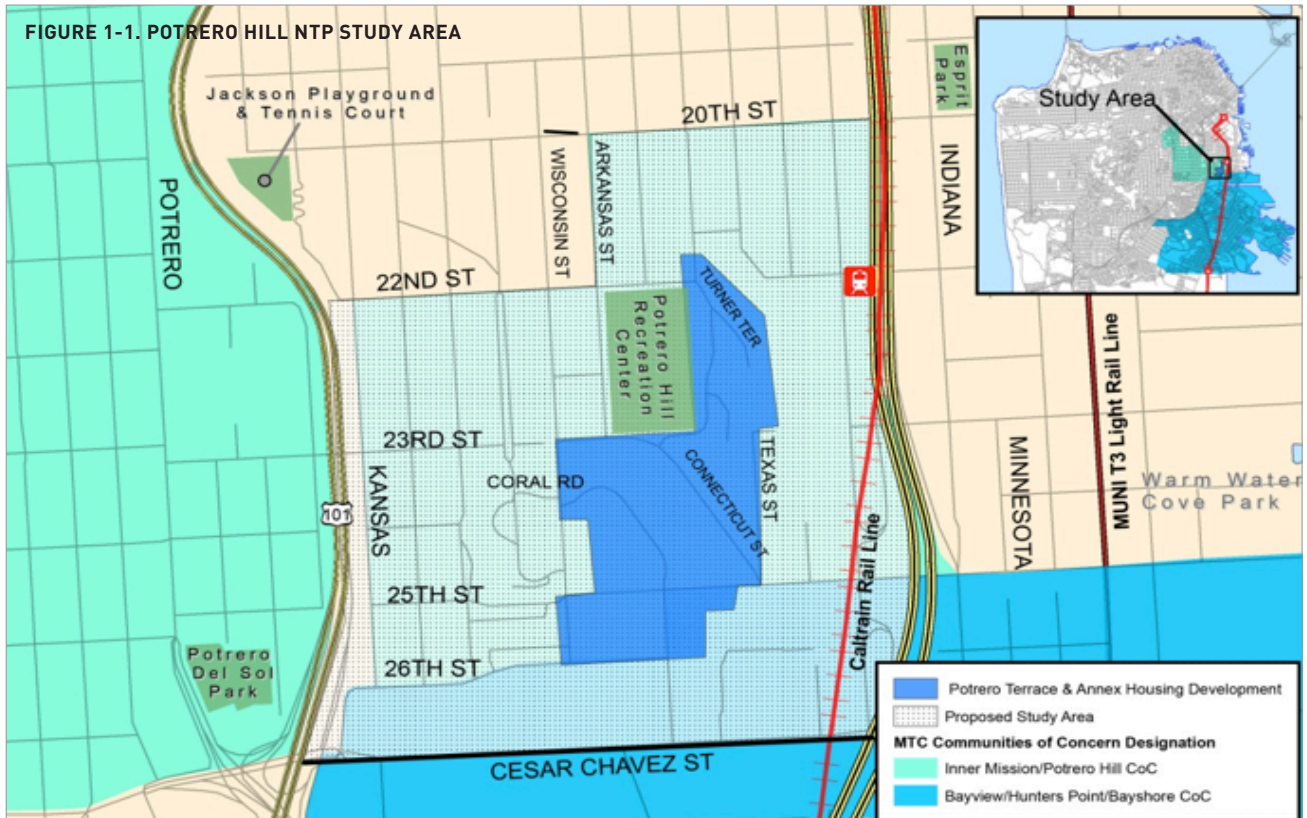 FIGURE 1-1. POTRERO HILL NTP STUDY AREA
Jackson Playground
& Tennis Court
Esprit
Park
Study Area
20TH ST
POTRERO
WISCONSIN ST
ARKANSAS ST
INDIANA
22ND ST
TURNER TER
Potrero Hill
Recreation
Center
MUNI T3 Light Rail Line
23RD ST
KANSAS
CORAL RD
CONNECTICUT ST
TEXAS ST
MINNESOTA
Warm Water
Cove Park
101
25TH ST
Caltrain Rail Line
Potrero
Del Sol
Park
26TH ST
CESAR CHAVEZ ST
Potrero Terrace & Annex Housing Development
Proposed Study Area
MTC Communities of Concern Designation
Inner Mission/Potrero Hill CoC
Bayview/Hunters Point/Bayshore CoC